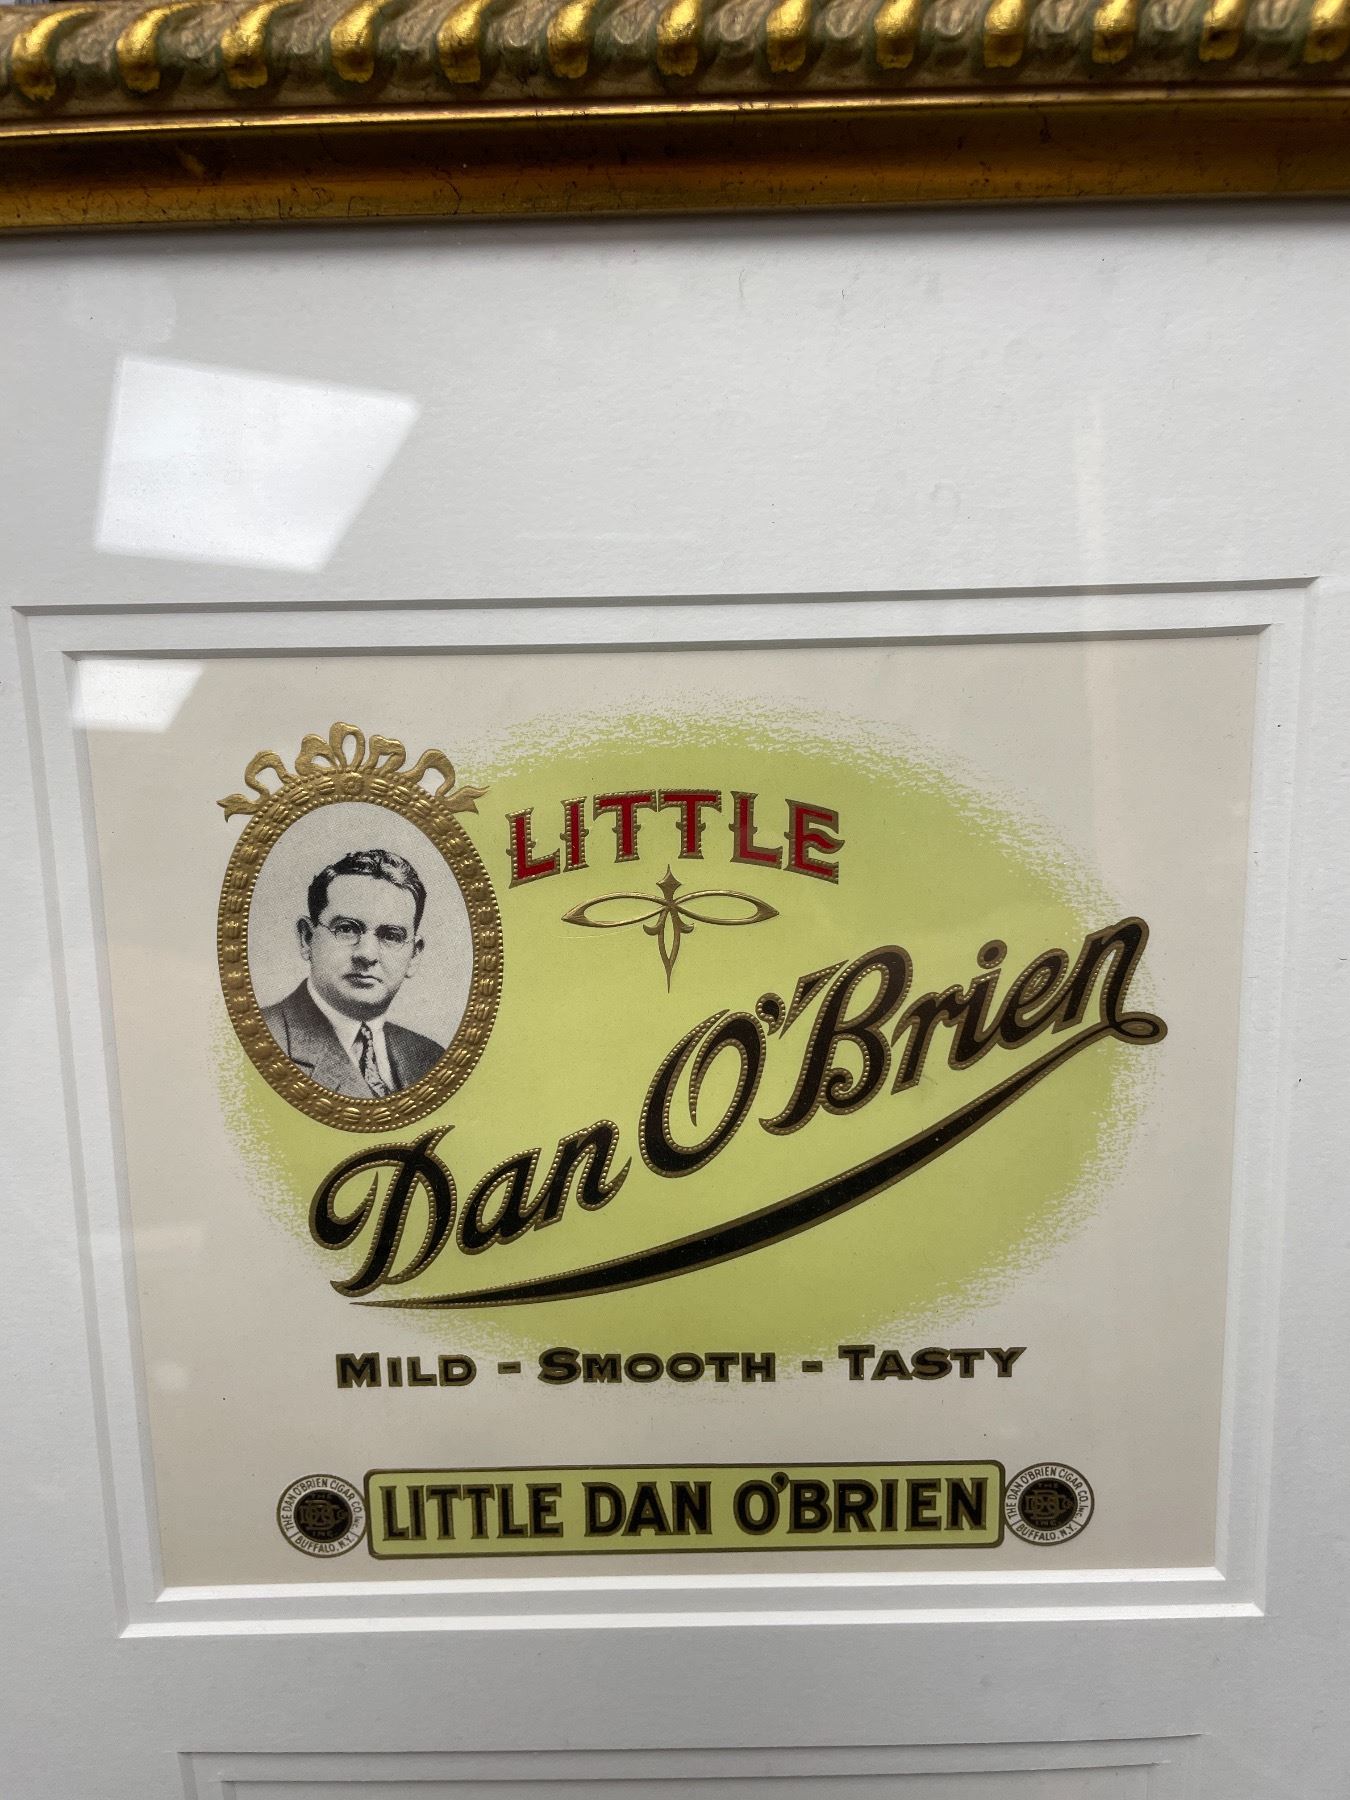 LITTLE
Dan O'Brien
MILD - SMOOTH - TASTY
THE DAN O'BRIEN CIGAR CO. INC.
BUFFALO, N.Y.
LITTLE DAN O'BRIEN
THE DAN O'BRIEN CIGAR CO. INC.
BUFFALO, N.Y.